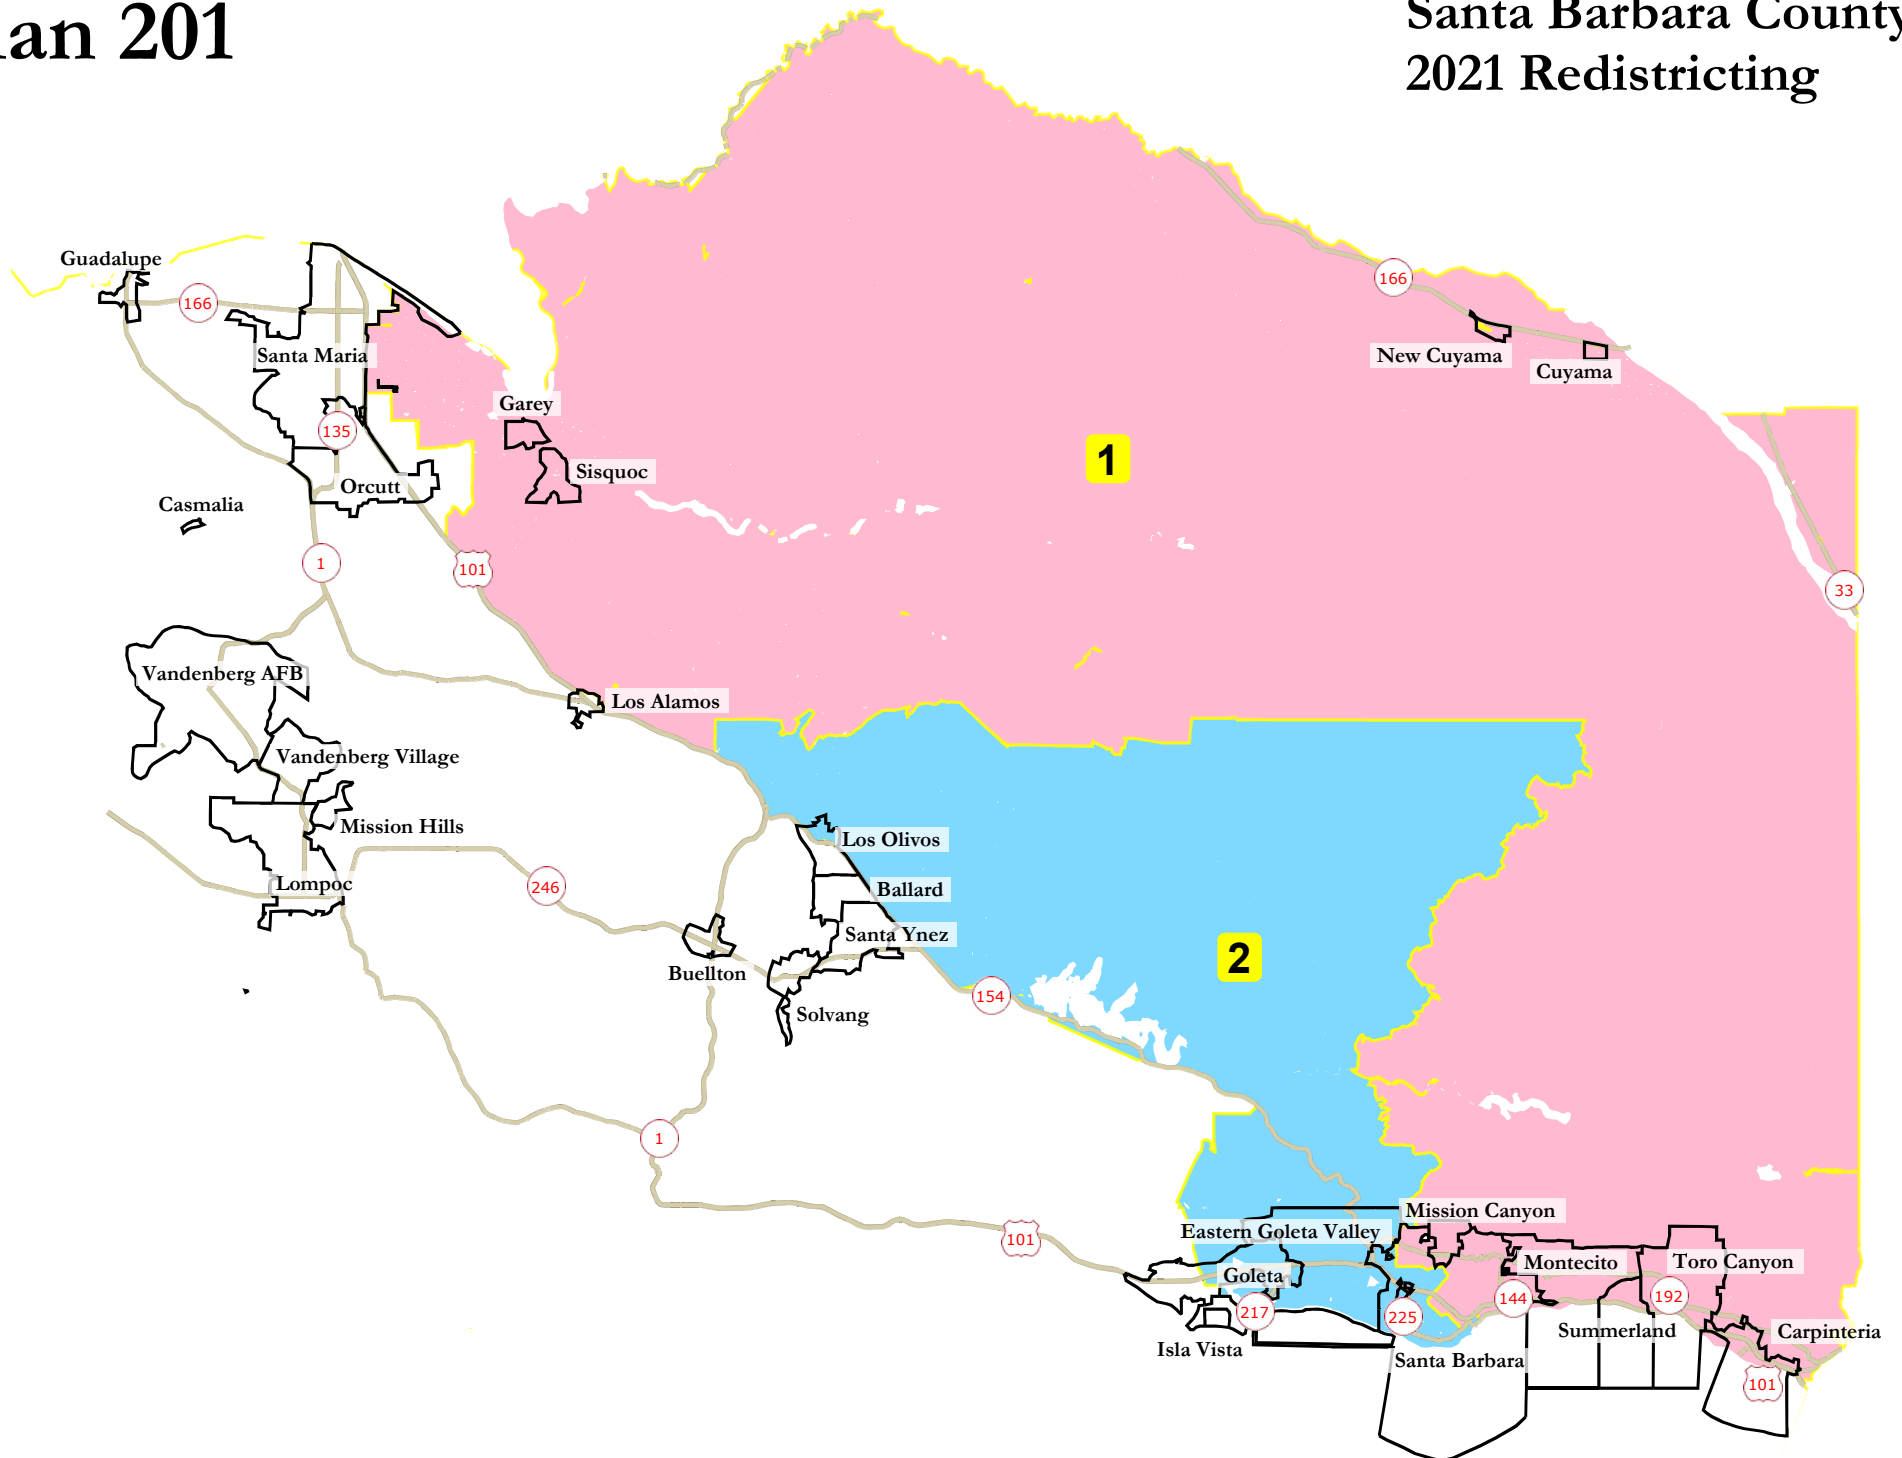 lan 201
Santa Barbara County
2021 Redistricting
Guadalupe
166
166
Santa Maria
New Cuyama
Cuyama
Garey
135
1
Sisquoc
Orcutt
Casmalia
1
101
33
Vandenberg AFB
Los Alamos
Vandenberg Village
Mission Hills
Los Olivos
Lompoc
246
Ballard
Santa Ynez
2
Buellton
154
Solvang
1
Mission Canyon
Eastern Goleta Valley
101
Montecito
Toro Canyon
Goleta
217
225
144
192
Summerland
Carpinteria
Isla Vista
Santa Barbara
101